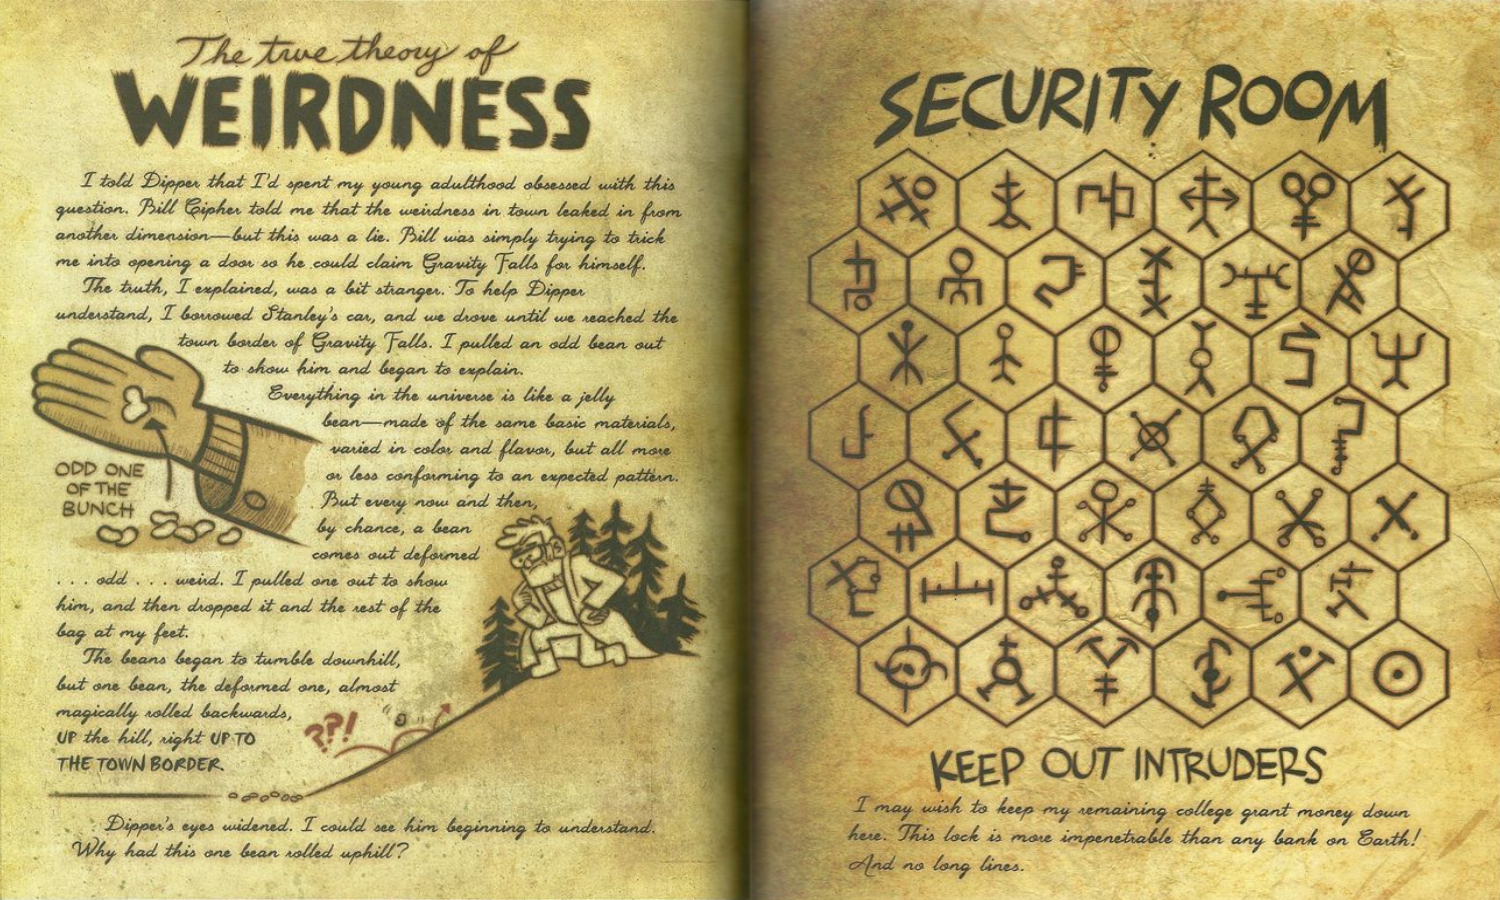 The true theory of
WEIRDNESS
I told Dipper that I'd spent my young adulthood obsessed with this
question. Bill Cipher told me that the weirdness in town leaked in from
another dimension—but this was a lie. Bill was simply trying to trick
me into opening a door so he could claim Gravity Falls for himself.
The truth, I explained, was a bit stranger. To help Dipper
understand, I borrowed Stanley's car, and we drove until we reached the
town border of Gravity Falls. I pulled an odd bean out
to show him and began to explain.
Everything in the universe is like a jelly
bean—made of the same basic materials,
varied in color and flavor, but all more
or less conforming to an expected pattern.
But every now and then,
by chance, a bean
comes out deformed
. . . odd . . . weird. I pulled one out to show
him, and then dropped it and the rest of the
bag at my feet.
The beans began to tumble downhill,
but one bean, the deformed one, almost
magically rolled backwards,
UP the hill, right UP TO
THE TOWN BORDER.
ODD ONE
OF THE
BUNCH
??!
Dipper's eyes widened. I could see him beginning to understand.
Why had this one bean rolled uphill?
SECURITY ROOM
KEEP OUT INTRUDERS
I may wish to keep my remaining college grant money down
here. This lock is more impenetrable than any bank on Earth!
And no long lines.